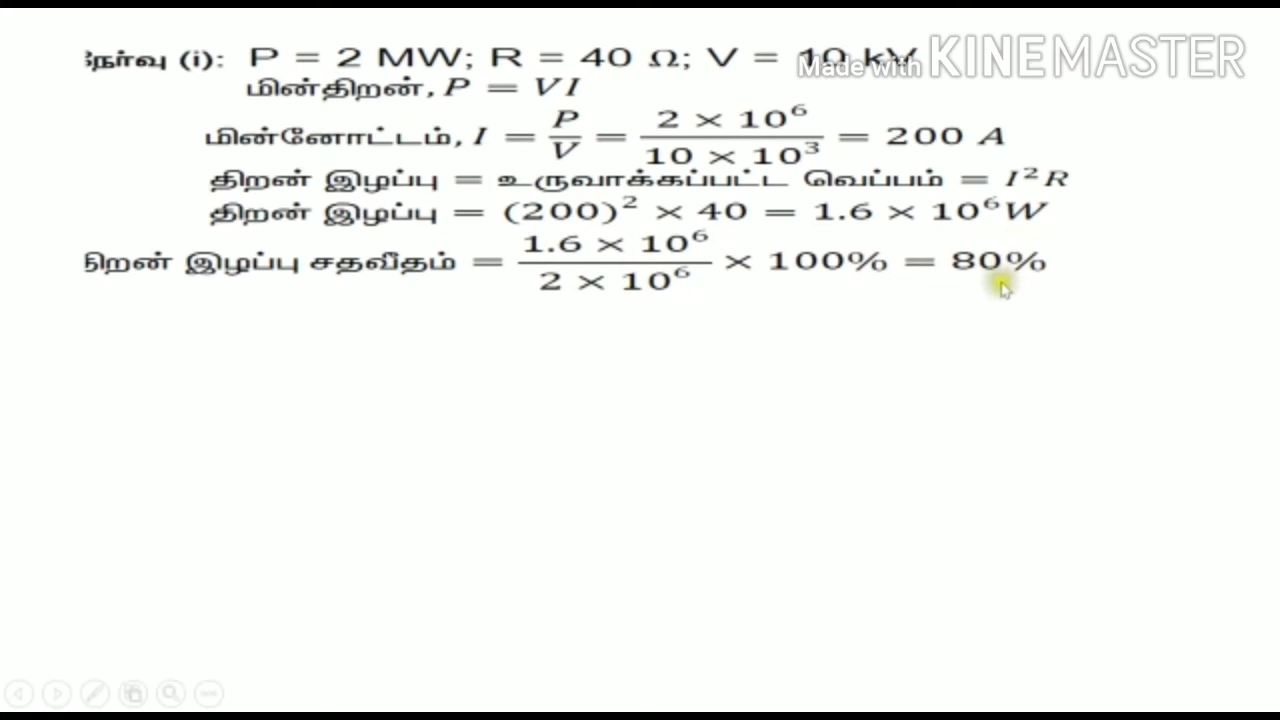 நேர்வு (i): P = 2 MW; R = 40 Ω; V = 10 kV
Made with KINEMASTER
மின்திறன், P = VI
மின்னோட்டம், I = P/V = 2 × 10⁶ / 10 × 10³ = 200 A
திறன் இழப்பு = உருவாக்கப்பட்ட வெப்பம் = I²R
திறன் இழப்பு = (200)² × 40 = 1.6 × 10⁶ W
திறன் இழப்பு சதவீதம் = 1.6 × 10⁶ / 2 × 10⁶ × 100% = 80%